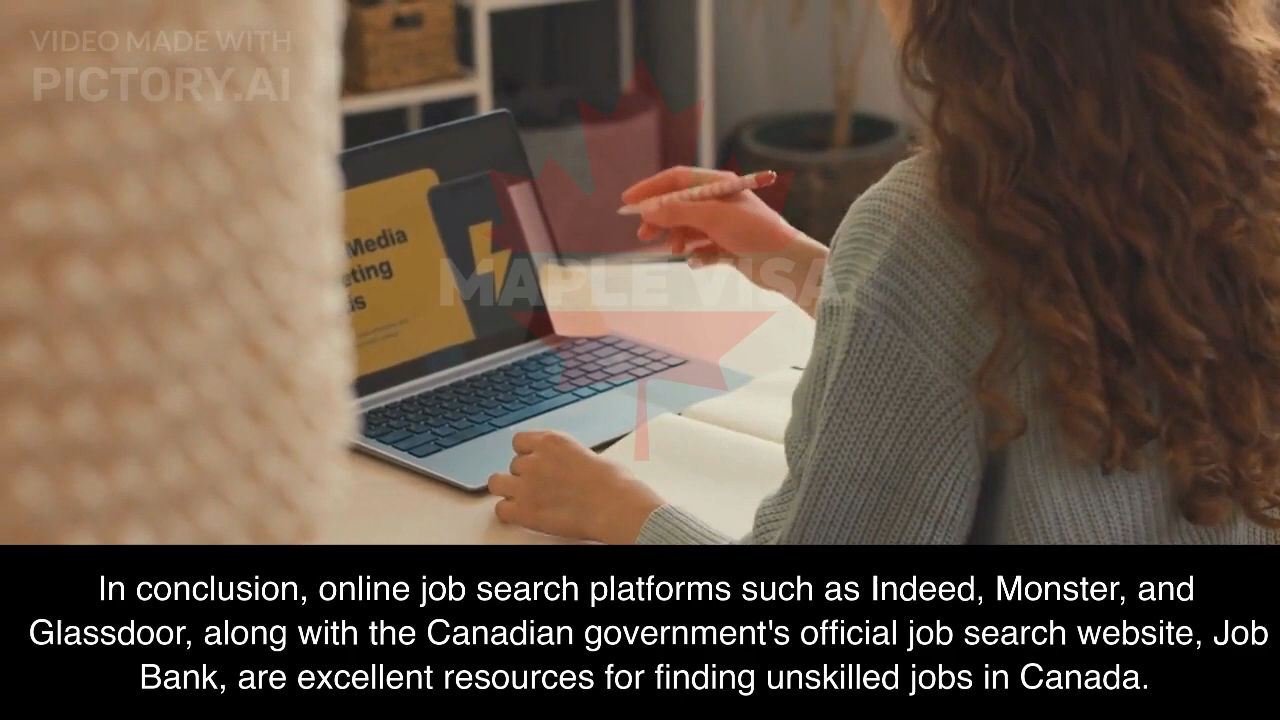 VIDEO MADE WITH
PICTORY.AI
Media
MAPLE VISA
In conclusion, online job search platforms such as Indeed, Monster, and
Glassdoor, along with the Canadian government's official job search website, Job
Bank, are excellent resources for finding unskilled jobs in Canada.